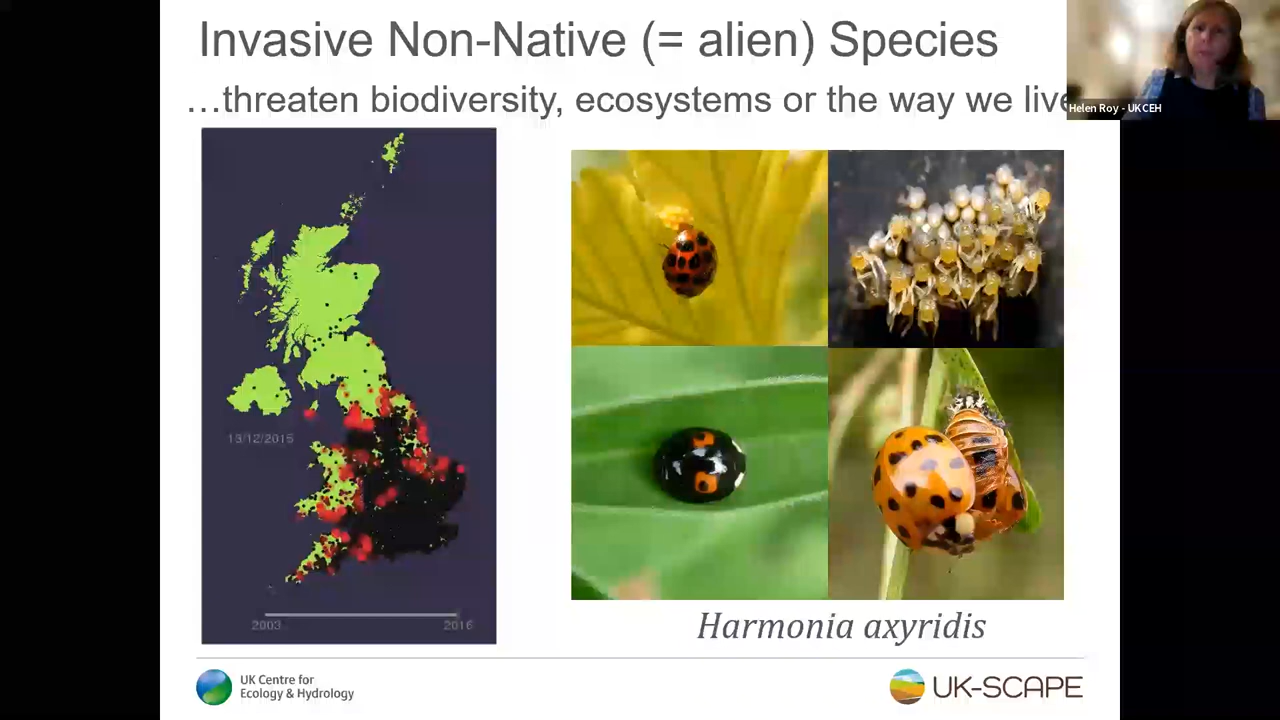 Invasive Non-Native (= alien) Species
...threaten biodiversity, ecosystems or the way we live
Helen Roy - UKCEH
13/12/2015
2003
2016
Harmonia axyridis
UK Centre for
Ecology & Hydrology
UK-SCAPE